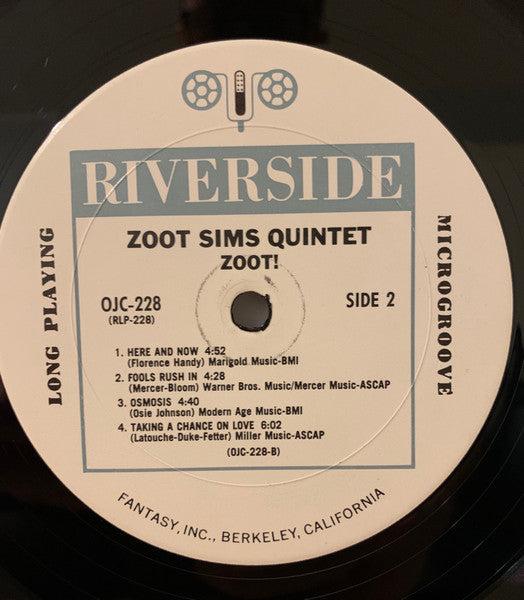 RIVERSIDE
ZOOT SIMS QUINTET
ZOOT!
OJC-228
(RLP-228)
SIDE 2
LONG PLAYING
MICROGROOVE
1. HERE AND NOW 4:52
(Florence Handy) Marigold Music-BMI
2. FOOLS RUSH IN 4:28
(Mercer-Bloom) Warner Bros. Music/Mercer Music-ASCAP
3. OSMOSIS 4:40
(Osie Johnson) Modern Age Music-BMI
4. TAKING A CHANCE ON LOVE 6:02
(Latouche-Duke-Fetter) Miller Music-ASCAP
(OJC-228-B)
FANTASY, INC., BERKELEY, CALIFORNIA